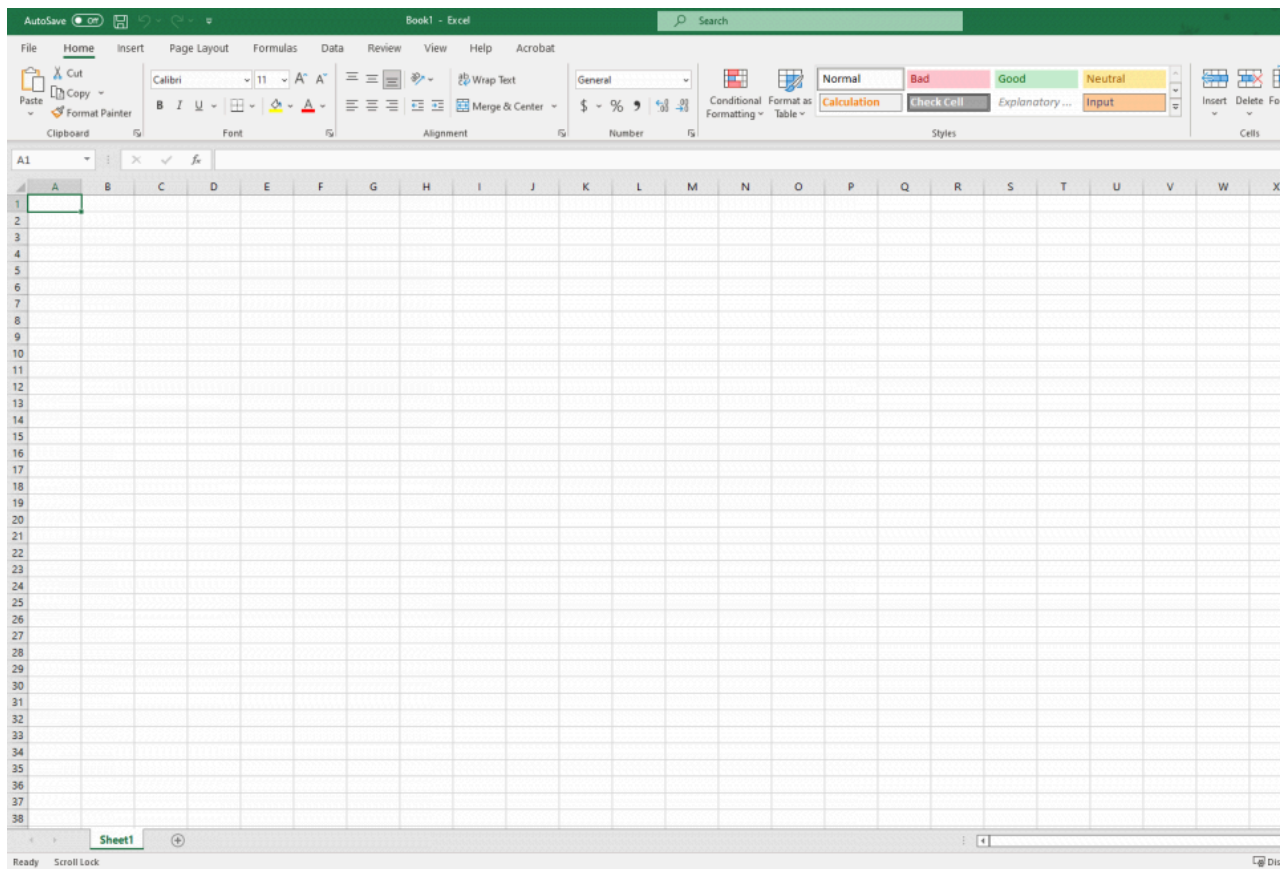 AutoSave Off Book1 - Excel Search
File Home Insert Page Layout Formulas Data Review View Help Acrobat
Cut
Copy
Format Painter
Paste
Clipboard
Calibri 11
B I U A
Font
Wrap Text
Merge & Center
Alignment
General
$ % 9
Number
Conditional Formatting
Format as Table
Normal Bad Good Neutral
Calculation Check Cell Explanatory ... Input
Styles
Insert Delete Fo
Cells
A1 fx
A B C D E F G H I J K L M N O P Q R S T U V W X
1
2
3
4
5
6
7
8
9
10
11
12
13
14
15
16
17
18
19
20
21
22
23
24
25
26
27
28
29
30
31
32
33
34
35
36
37
38
Sheet1
Ready Scroll Lock Dis